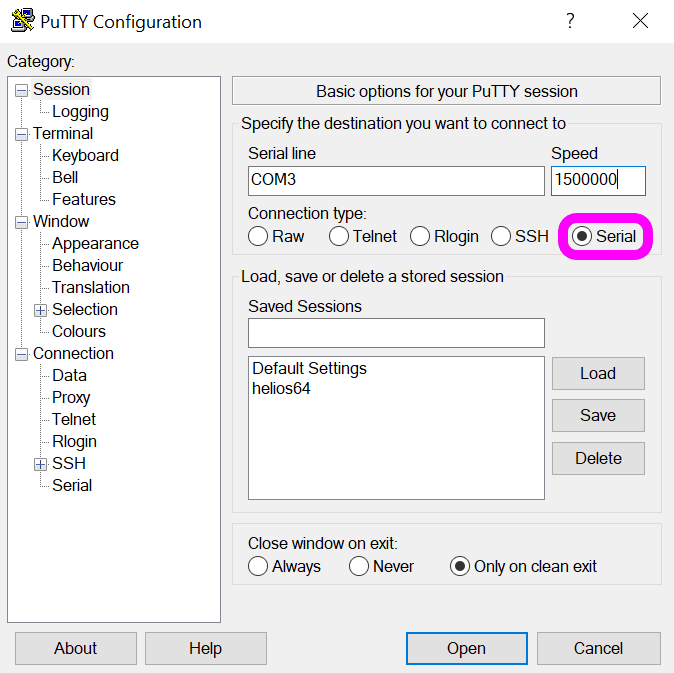 PuTTY Configuration
?
Category:
Session
Logging
Terminal
Keyboard
Bell
Features
Window
Appearance
Behaviour
Translation
Selection
Colours
Connection
Data
Proxy
Telnet
Rlogin
SSH
Serial
Basic options for your PuTTY session
Specify the destination you want to connect to
Serial line Speed
COM3 1500000
Connection type:
Raw Telnet Rlogin SSH Serial
Load, save or delete a stored session
Saved Sessions
Default Settings
helios64
Load
Save
Delete
Close window on exit:
Always Never Only on clean exit
About Help Open Cancel